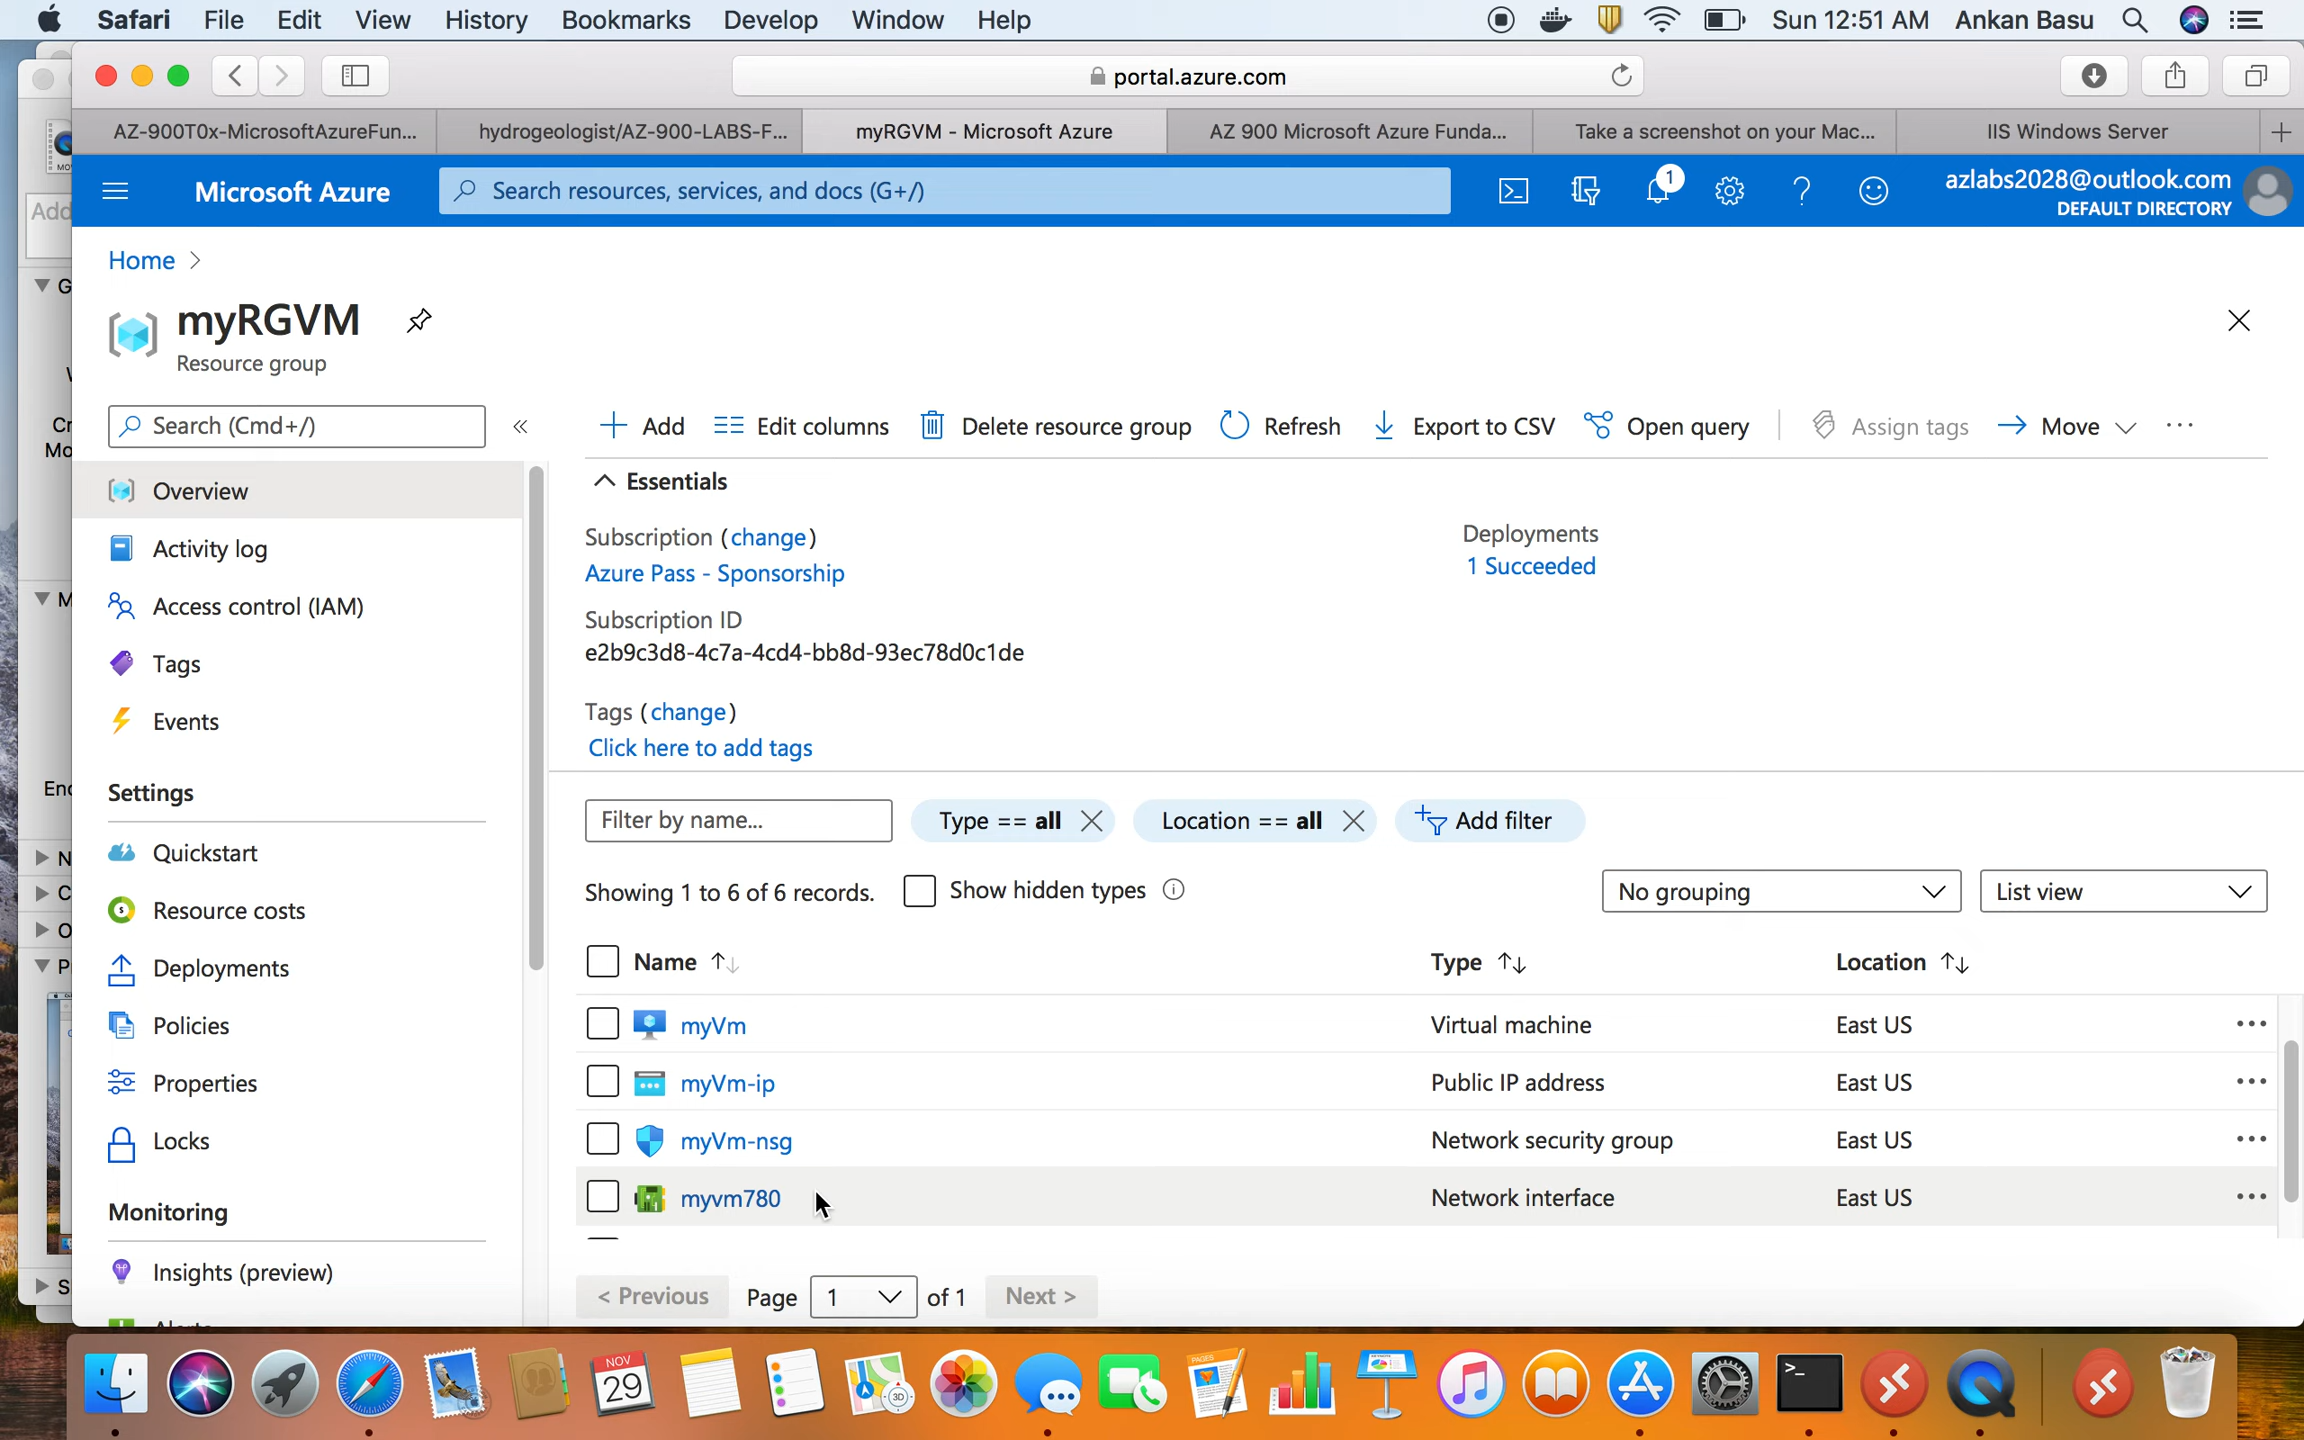 Safari File Edit View History Bookmarks Develop Window Help Sun 12:51 AM Ankan Basu
portal.azure.com
AZ-900T0x-MicrosoftAzureFun... hydrogeologist/AZ-900-LABS-F... myRGVM - Microsoft Azure AZ 900 Microsoft Azure Funda... Take a screenshot on your Mac... IIS Windows Server
Microsoft Azure Search resources, services, and docs (G+/) 1 azlabs2028@outlook.com
DEFAULT DIRECTORY
Home >
myRGVM
Resource group
Search (Cmd+/) « Add Edit columns Delete resource group Refresh Export to CSV Open query Assign tags Move ...
Overview
Activity log
Access control (IAM)
Tags
Events
Settings
Quickstart
Resource costs
Deployments
Policies
Properties
Locks
Monitoring
Insights (preview)
Essentials
Subscription (change)
Azure Pass - Sponsorship
Deployments
1 Succeeded
Subscription ID
e2b9c3d8-4c7a-4cd4-bb8d-93ec78d0c1de
Tags (change)
Click here to add tags
Filter by name... Type == all Location == all Add filter
Showing 1 to 6 of 6 records. Show hidden types No grouping List view
Name Type Location
myVm Virtual machine East US ...
myVm-ip Public IP address East US ...
myVm-nsg Network security group East US ...
myvm780 Network interface East US ...
< Previous Page 1 of 1 Next >
Add
NOV
29
3D
PAGES